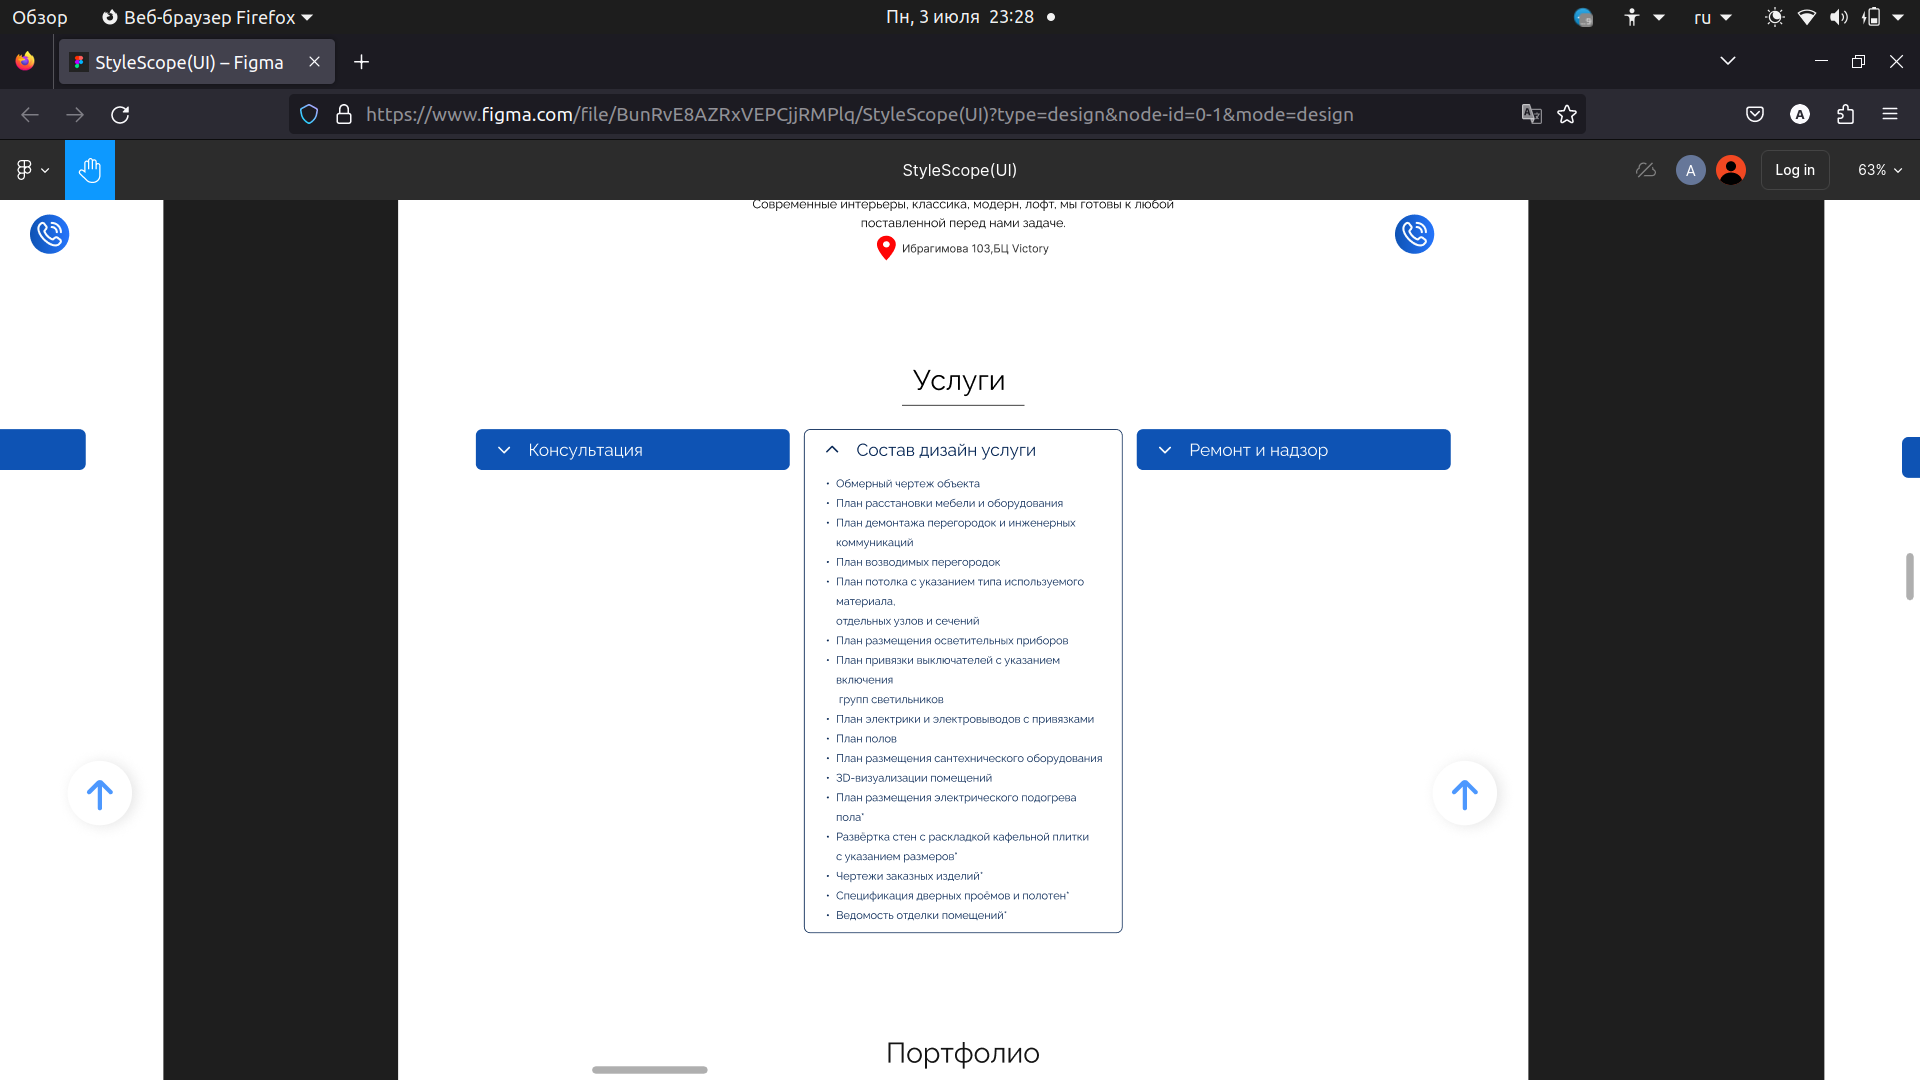 Обзор
Веб-браузер Firefox
Пн, 3 июля 23:28
ru
StyleScope(UI) – Figma
https://www.figma.com/file/BunRvE8AZRxVEPCjjRMPlq/StyleScope(UI)?type=design&node-id=0-1&mode=design
A
StyleScope(UI)
A
Log in
63%
Современные интерьеры, классика, модерн, лофт, мы готовы к любой
поставленной перед нами задаче.
Ибрагимова 103,БЦ Victory
Услуги
Консультация
Состав дизайн услуги
Ремонт и надзор
• Обмерный чертеж объекта
• План расстановки мебели и оборудования
• План демонтажа перегородок и инженерных
коммуникаций
• План возводимых перегородок
• План потолка с указанием типа используемого
материала,
отдельных узлов и сечений
• План размещения осветительных приборов
• План привязки выключателей с указанием
включения
групп светильников
• План электрики и электровыводов с привязками
• План полов
• План размещения сантехнического оборудования
• 3D-визуализации помещений
• План размещения электрического подогрева
пола*
• Развёртка стен с раскладкой кафельной плитки
с указанием размеров*
• Чертежи заказных изделий*
• Спецификация дверных проёмов и полотен*
• Ведомость отделки помещений*
Портфолио